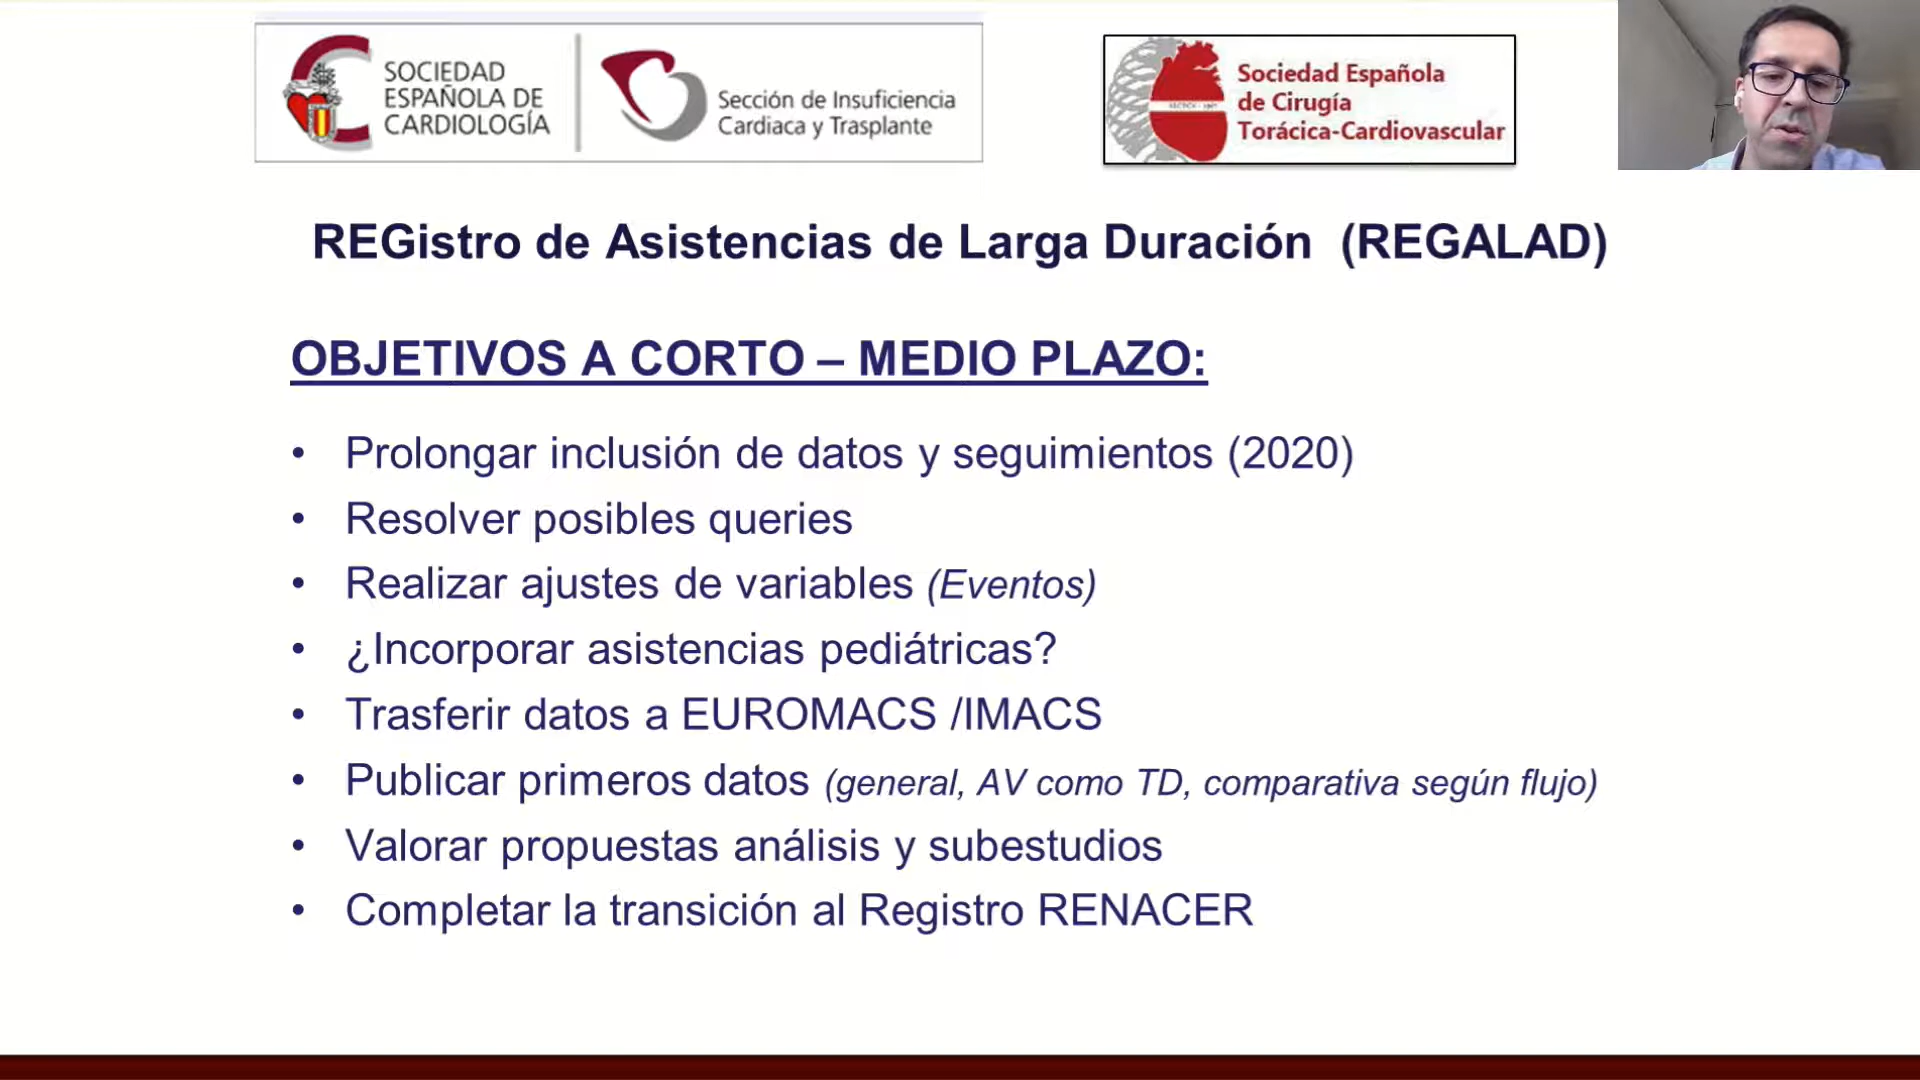 SOCIEDAD
ESPAÑOLA DE
CARDIOLOGÍA
Sección de Insuficiencia
Cardiaca y Trasplante
Sociedad Española
de Cirugía
Torácica-Cardiovascular
REGistro de Asistencias de Larga Duración (REGALAD)
OBJETIVOS A CORTO – MEDIO PLAZO:
• Prolongar inclusión de datos y seguimientos (2020)
• Resolver posibles queries
• Realizar ajustes de variables (Eventos)
• ¿Incorporar asistencias pediátricas?
• Trasferir datos a EUROMACS /IMACS
• Publicar primeros datos (general, AV como TD, comparativa según flujo)
• Valorar propuestas análisis y subestudios
• Completar la transición al Registro RENACER